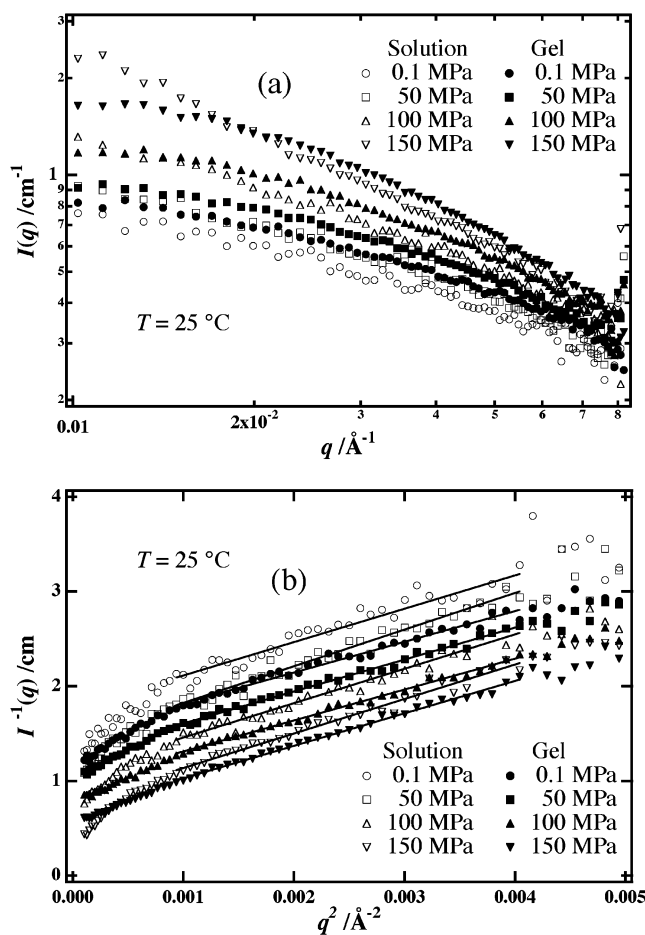 3
2
1
9
8
7
6
5
4
3
2
I(q) /cm⁻¹
Solution Gel
0.1 MPa 0.1 MPa
50 MPa 50 MPa
100 MPa 100 MPa
150 MPa 150 MPa
(a)
T = 25 °C
0.01 2x10⁻² 3 4 5 6 7 8
q /Å⁻¹
4
3
2
1
0
I⁻¹(q) /cm
T = 25 °C
(b)
Solution Gel
0.1 MPa 0.1 MPa
50 MPa 50 MPa
100 MPa 100 MPa
150 MPa 150 MPa
0.000 0.001 0.002 0.003 0.004 0.005
q² /Å⁻²